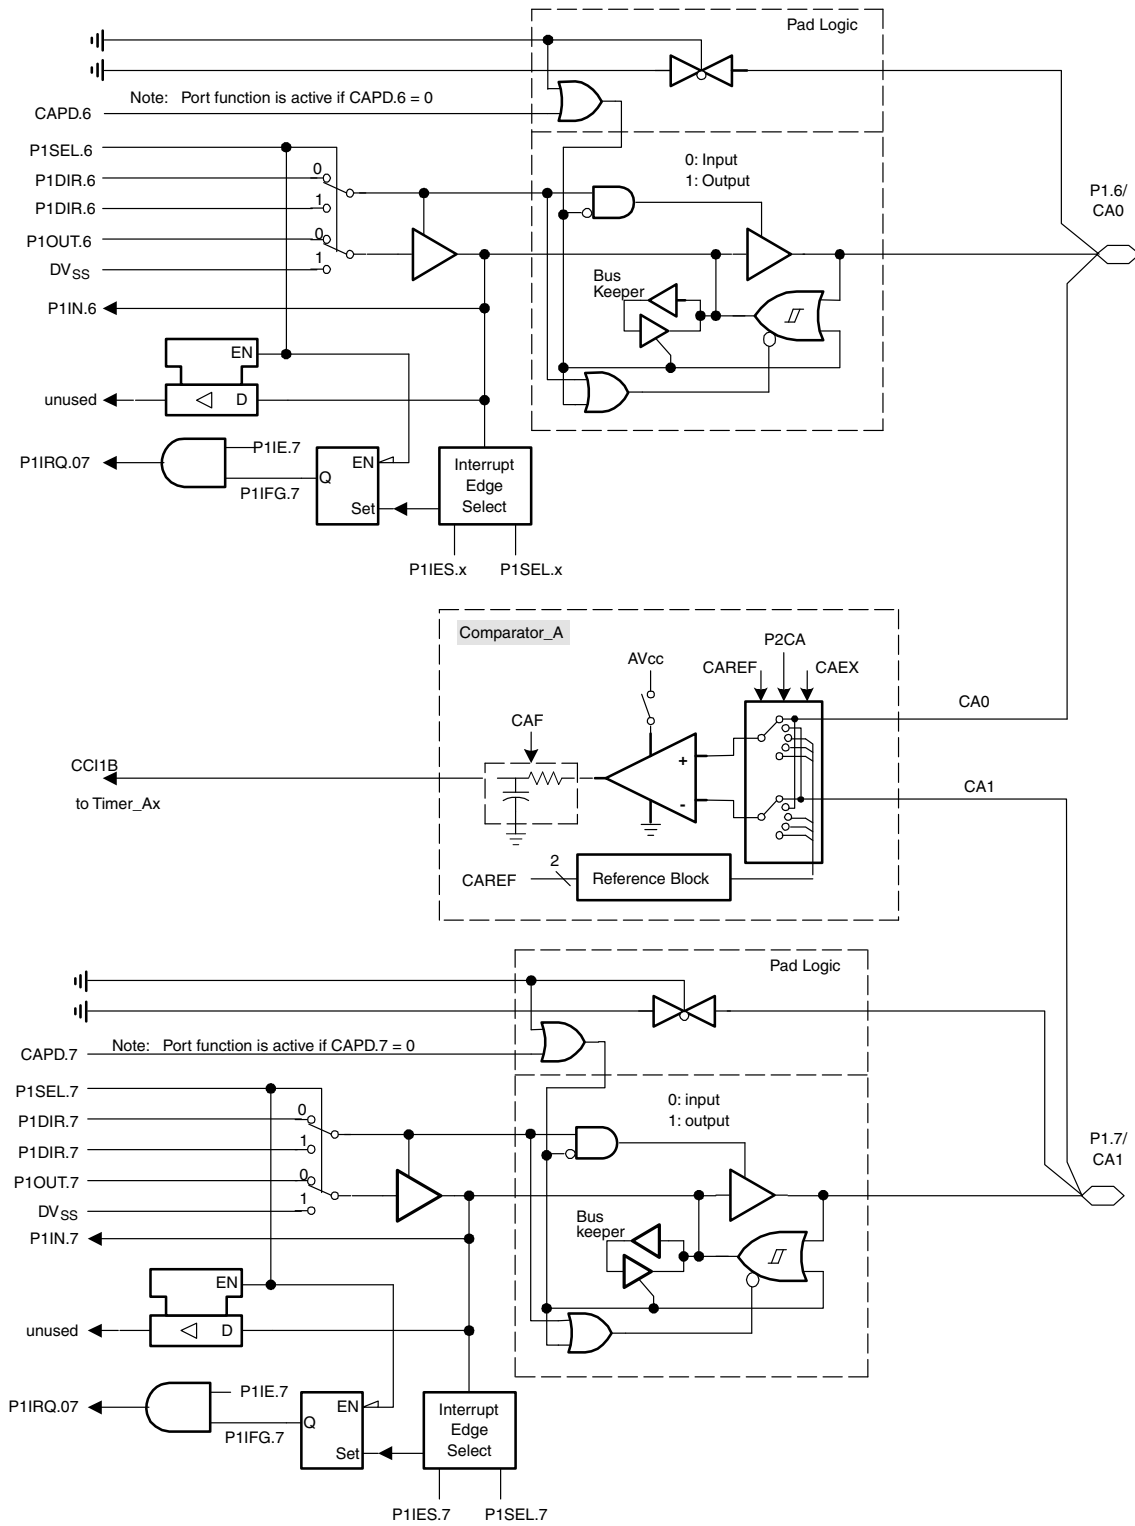 Pad Logic
Note: Port function is active if CAPD.6 = 0
CAPD.6
P1SEL.6
0
P1DIR.6
1
P1DIR.6
0
P1OUT.6
1
DVSS
P1IN.6
0: Input
1: Output
P1.6/
CA0
Bus
Keeper
EN
unused
D
P1IE.7
P1IRQ.07
P1IFG.7
EN
Q
Set
Interrupt
Edge
Select
P1IES.x
P1SEL.x
Comparator_A
P2CA
AVcc
CAREF
CAEX
CA0
CAF
+
CCI1B
to Timer_Ax
CA1
-
2
CAREF
Reference Block
Pad Logic
Note: Port function is active if CAPD.7 = 0
CAPD.7
P1SEL.7
0
P1DIR.7
1
P1DIR.7
0
P1OUT.7
1
DVSS
P1IN.7
0: input
1: output
P1.7/
CA1
Bus
keeper
EN
unused
D
P1IE.7
P1IRQ.07
P1IFG.7
EN
Q
Set
Interrupt
Edge
Select
P1IES.7
P1SEL.7